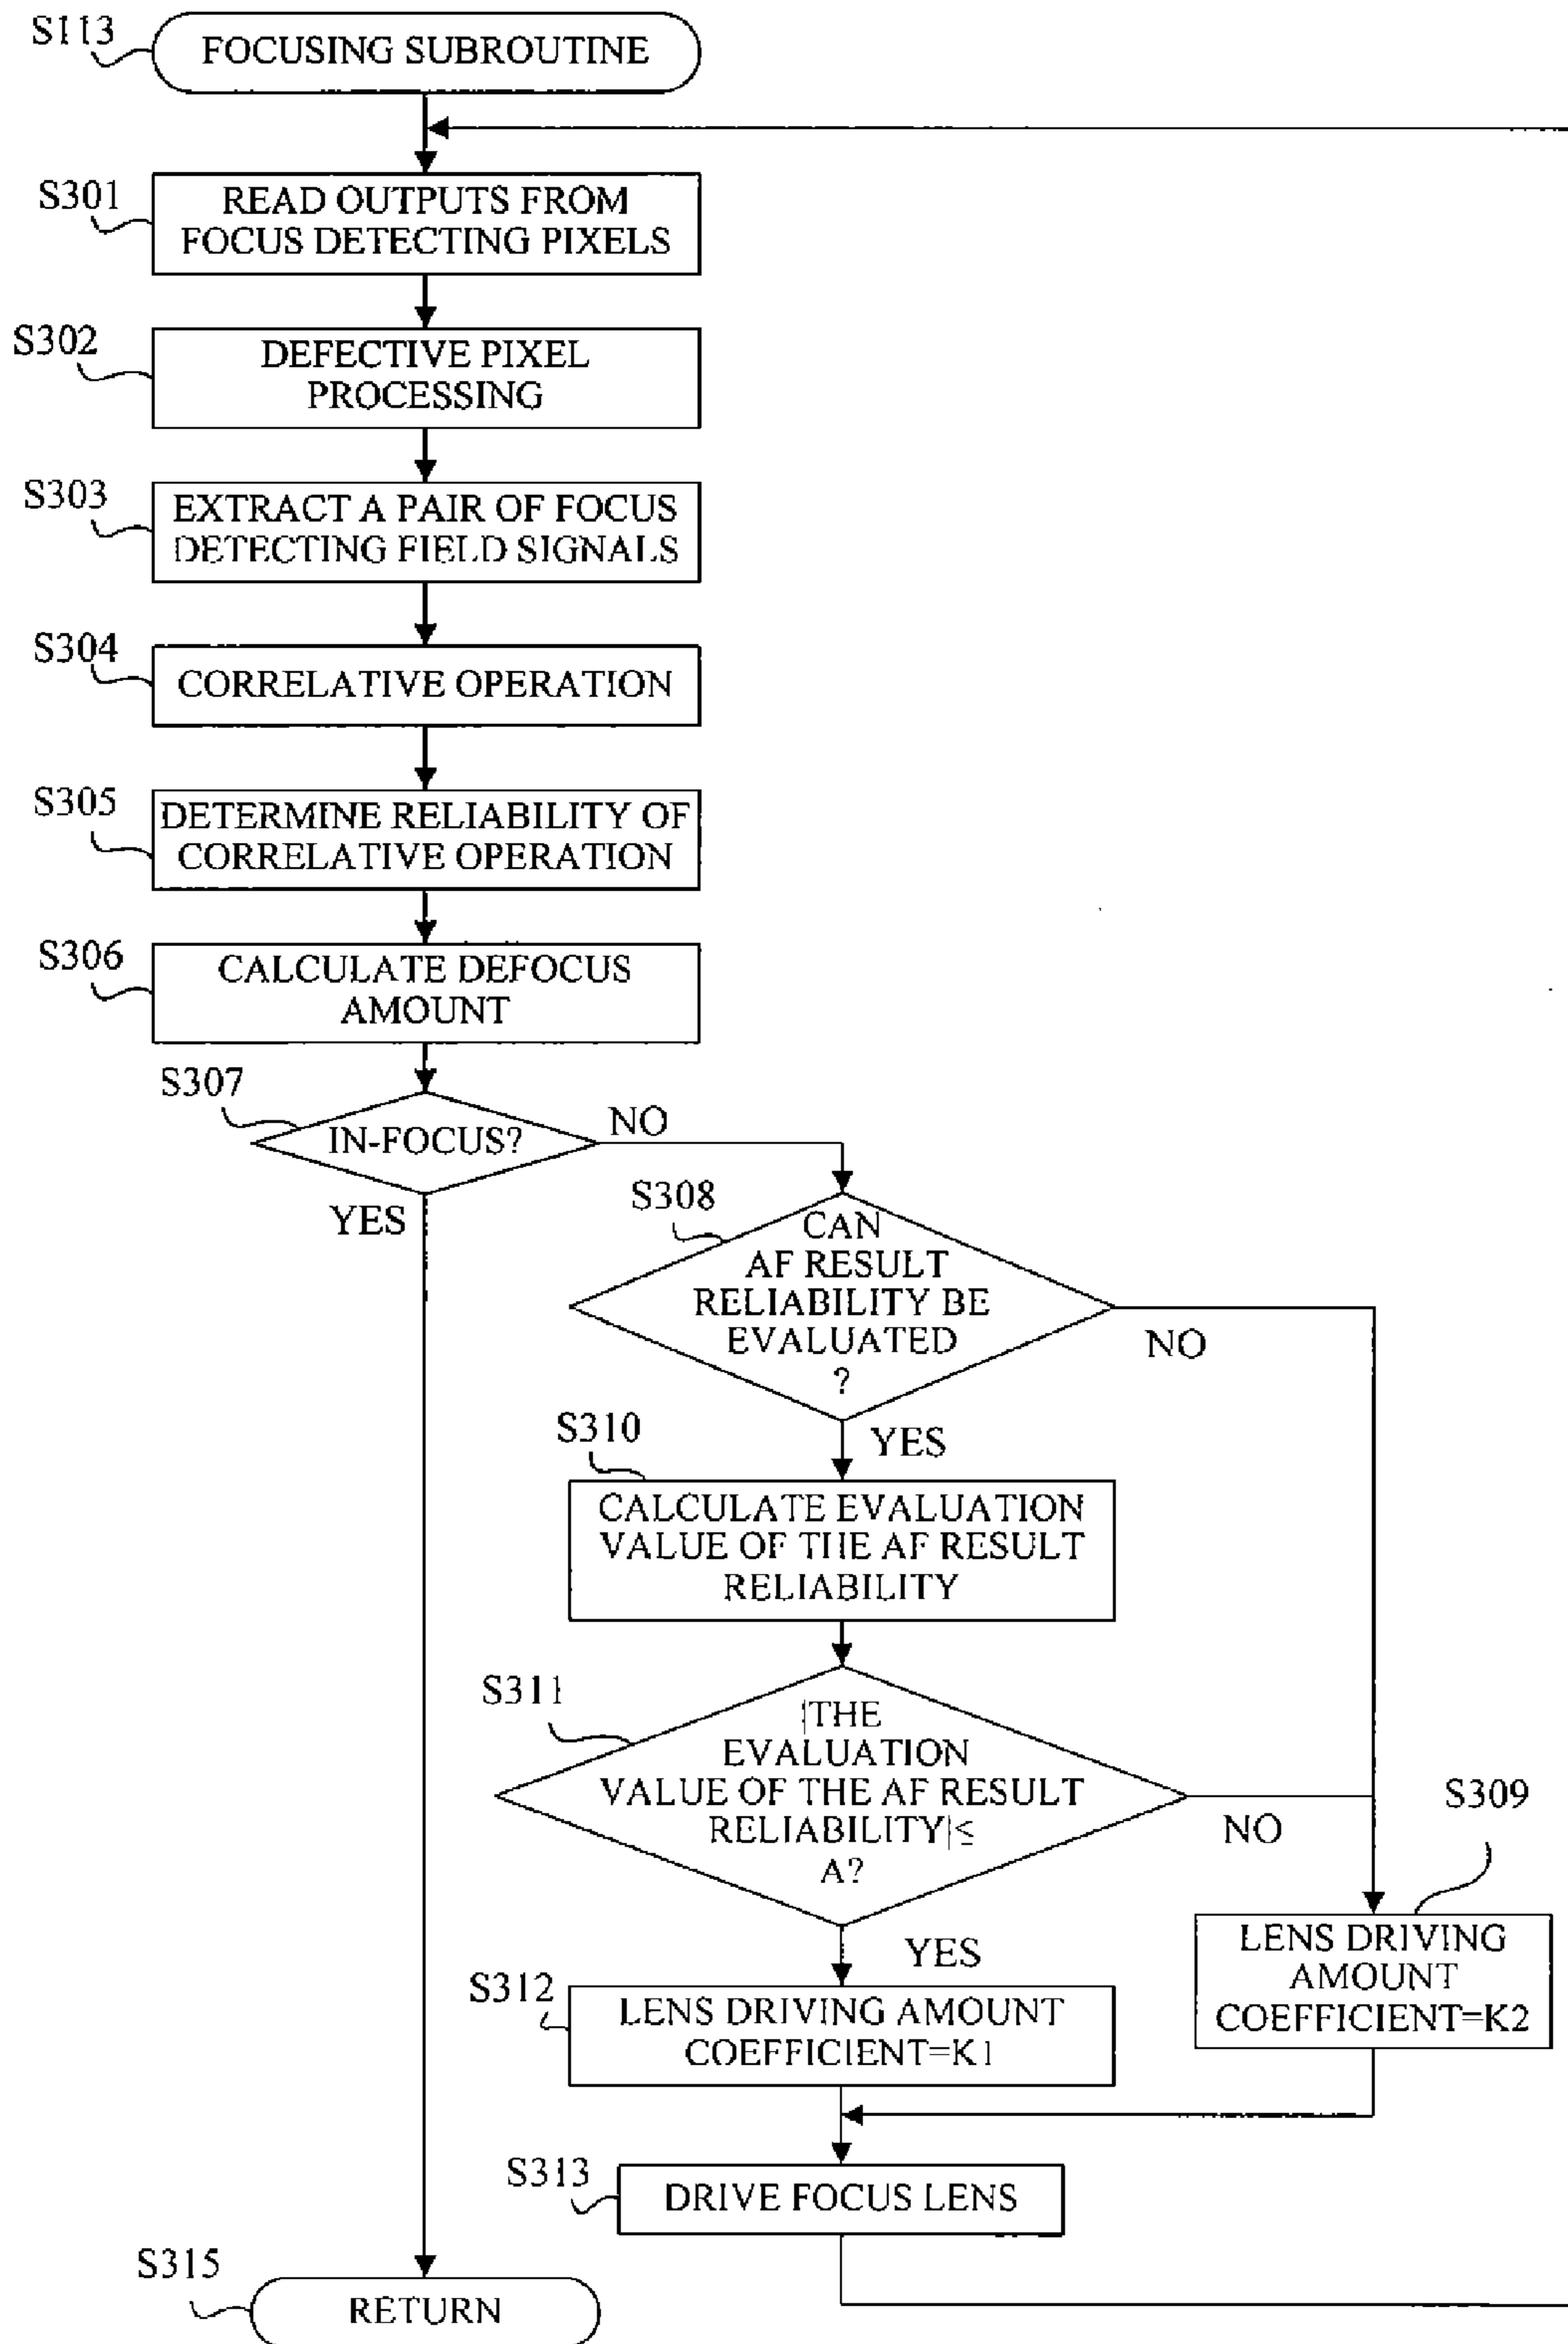 S113
FOCUSING SUBROUTINE
S301
READ OUTPUTS FROM
FOCUS DETECTING PIXELS
S302
DEFECTIVE PIXEL
PROCESSING
S303
EXTRACT A PAIR OF FOCUS
DETECTING FIELD SIGNALS
S304
CORRELATIVE OPERATION
S305
DETERMINE RELIABILITY OF
CORRELATIVE OPERATION
S306
CALCULATE DEFOCUS
AMOUNT
S307
IN-FOCUS?
NO
YES
S308
CAN
AF RESULT
RELIABILITY BE
EVALUATED
?
NO
YES
S310
CALCULATE EVALUATION
VALUE OF THE AF RESULT
RELIABILITY
S311
|THE
EVALUATION
VALUE OF THE AF RESULT
RELIABILITY|≤
A?
NO
YES
S309
LENS DRIVING
AMOUNT
COEFFICIENT=K2
S312
LENS DRIVING AMOUNT
COEFFICIENT=K1
S313
DRIVE FOCUS LENS
S315
RETURN